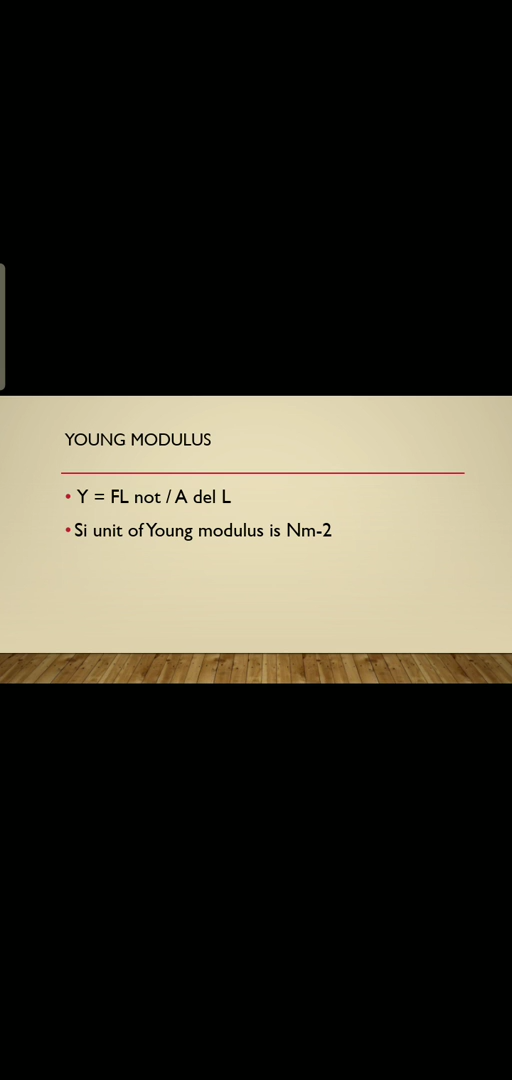 YOUNG MODULUS
• Y = FL not / A del L
• Si unit of Young modulus is Nm-2